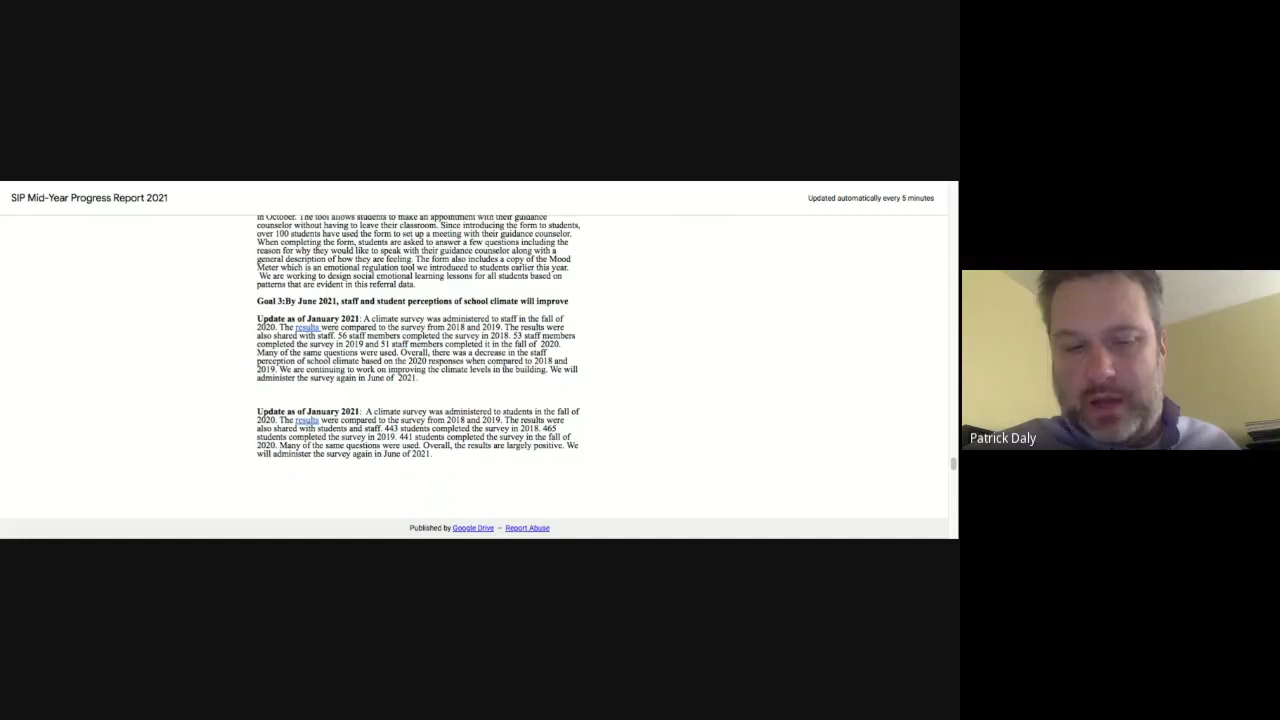 SIP Mid-Year Progress Report 2021
Updated automatically every 5 minutes
in October. The tool allows students to make an appointment with their guidance
counselor without having to leave their classroom. Since introducing the form to students,
over 100 students have used the form to set up a meeting with their guidance counselor.
When completing the form, students are asked to answer a few questions including the
reason for why they would like to speak with their guidance counselor along with a
general description of how they are feeling. The form also includes a copy of the Mood
Meter which is an emotional regulation tool we introduced to students earlier this year.
We are working to design social emotional learning lessons for all students based on
patterns that are evident in this referral data.
Goal 3:By June 2021, staff and student perceptions of school climate will improve
Update as of January 2021: A climate survey was administered to staff in the fall of
2020. The results were compared to the survey from 2018 and 2019. The results were
also shared with staff. 56 staff members completed the survey in 2018. 53 staff members
completed the survey in 2019 and 51 staff members completed it in the fall of 2020.
Many of the same questions were used. Overall, there was a decrease in the staff
perception of school climate based on the 2020 responses when compared to 2018 and
2019. We are continuing to work on improving the climate levels in the building. We will
administer the survey again in June of 2021.
Update as of January 2021: A climate survey was administered to students in the fall of
2020. The results were compared to the survey from 2018 and 2019. The results were
also shared with students and staff. 443 students completed the survey in 2018. 465
students completed the survey in 2019. 441 students completed the survey in the fall of
2020. Many of the same questions were used. Overall, the results are largely positive. We
will administer the survey again in June of 2021.
Published by Google Drive – Report Abuse
Patrick Daly